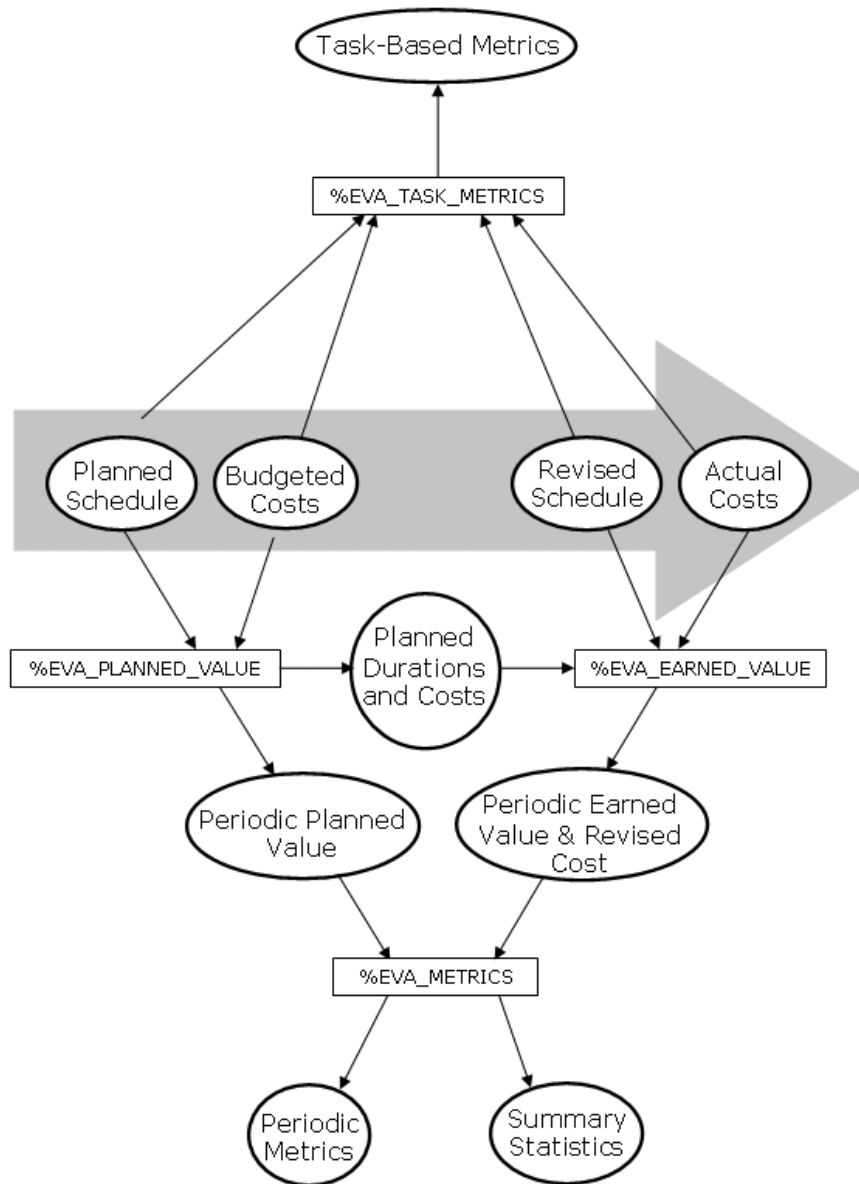 Task-Based Metrics
%EVA_TASK_METRICS
Planned
Schedule
Budgeted
Costs
Revised
Schedule
Actual
Costs
%EVA_PLANNED_VALUE
Planned
Durations
and Costs
%EVA_EARNED_VALUE
Periodic Planned
Value
Periodic Earned
Value & Revised
Cost
%EVA_METRICS
Periodic
Metrics
Summary
Statistics